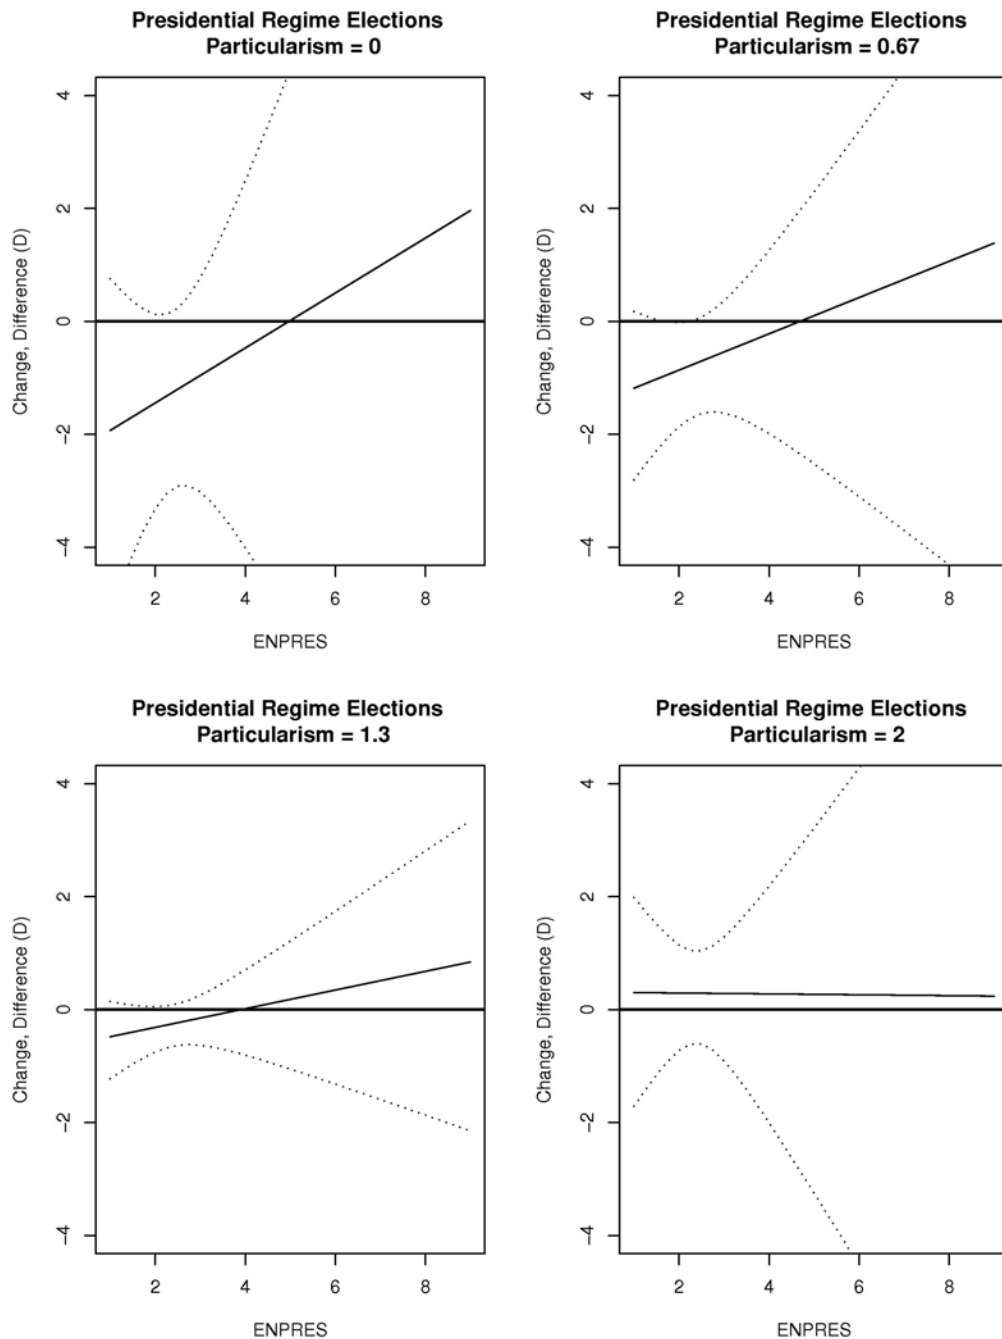 Presidential Regime Elections
Particularism = 0
Change, Difference (D)
4
2
0
−2
−4
2 4 6 8
ENPRES
Presidential Regime Elections
Particularism = 0.67
Change, Difference (D)
4
2
0
−2
−4
2 4 6 8
ENPRES
Presidential Regime Elections
Particularism = 1.3
Change, Difference (D)
4
2
0
−2
−4
2 4 6 8
ENPRES
Presidential Regime Elections
Particularism = 2
Change, Difference (D)
4
2
0
−2
−4
2 4 6 8
ENPRES